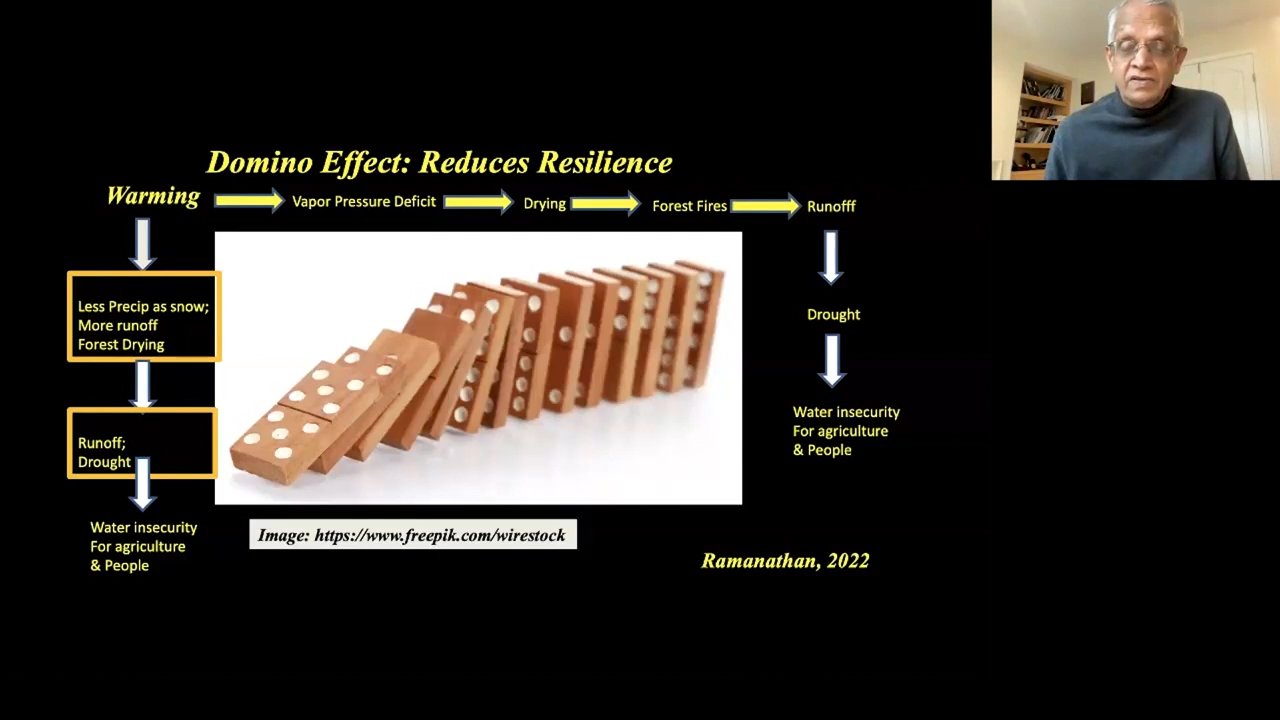 Domino Effect: Reduces Resilience
Warming
Vapor Pressure Deficit
Drying
Forest Fires
Runofff
Less Precip as snow;
More runoff
Forest Drying
Runoff;
Drought
Water insecurity
For agriculture
& People
Drought
Water insecurity
For agriculture
& People
Image: https://www.freepik.com/wirestock
Ramanathan, 2022